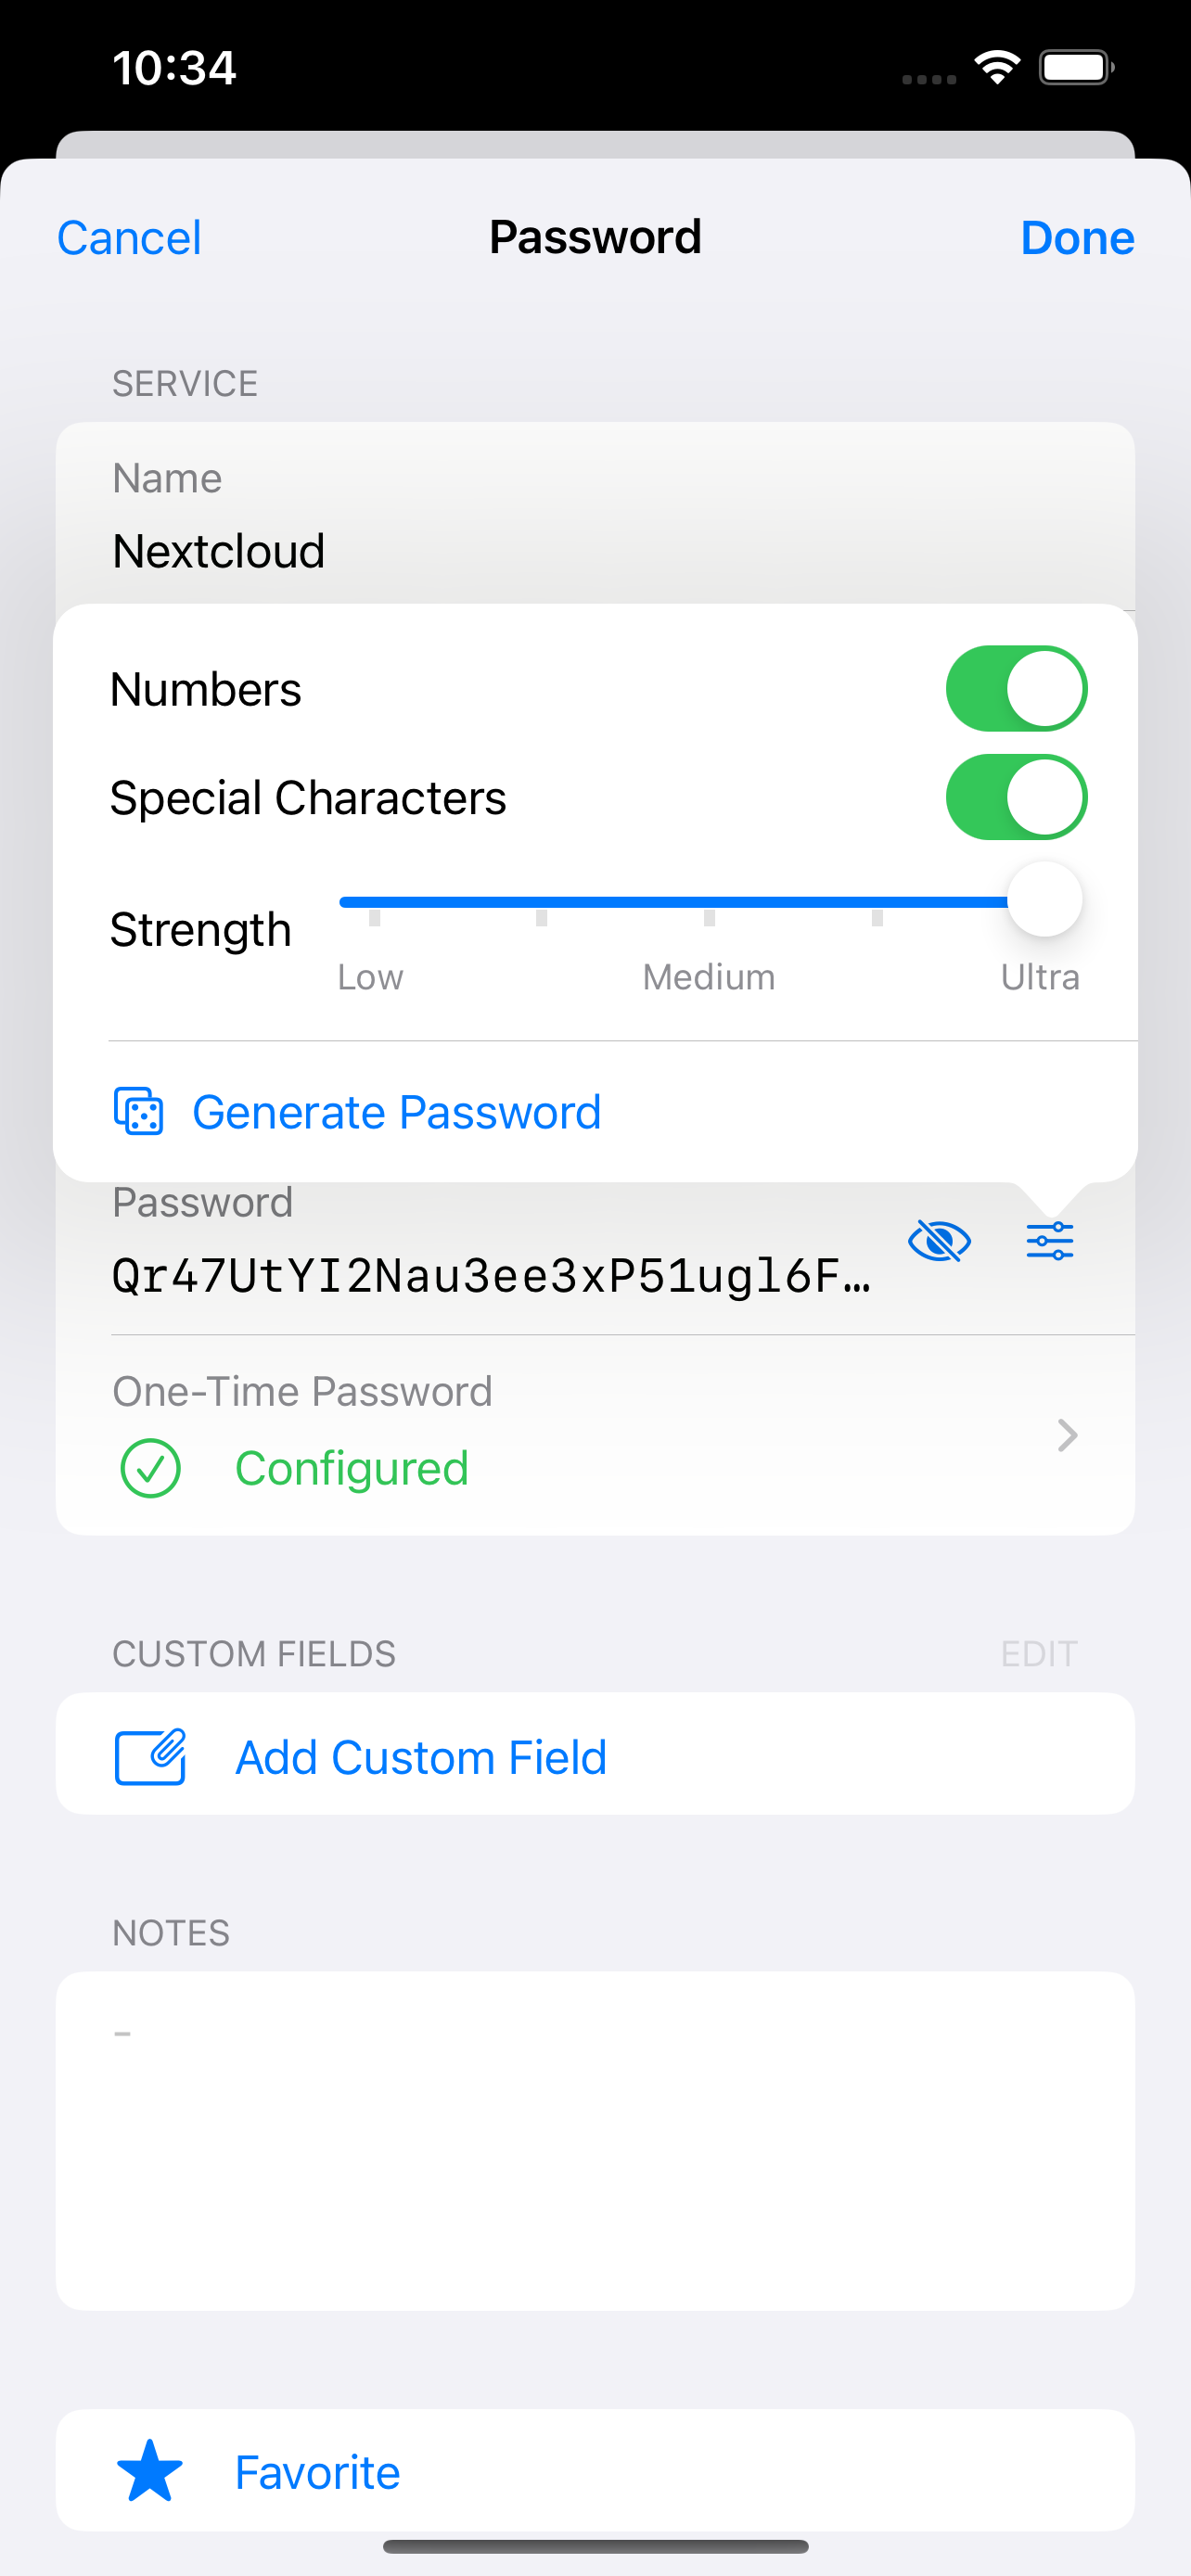 10:34
Cancel Password Done
SERVICE
Name
Nextcloud
Numbers
Special Characters
Strength
Low Medium Ultra
Generate Password
Password
Qr47UtYI2Nau3ee3xP51ugl6F…
One-Time Password
Configured
CUSTOM FIELDS EDIT
Add Custom Field
NOTES
-
Favorite